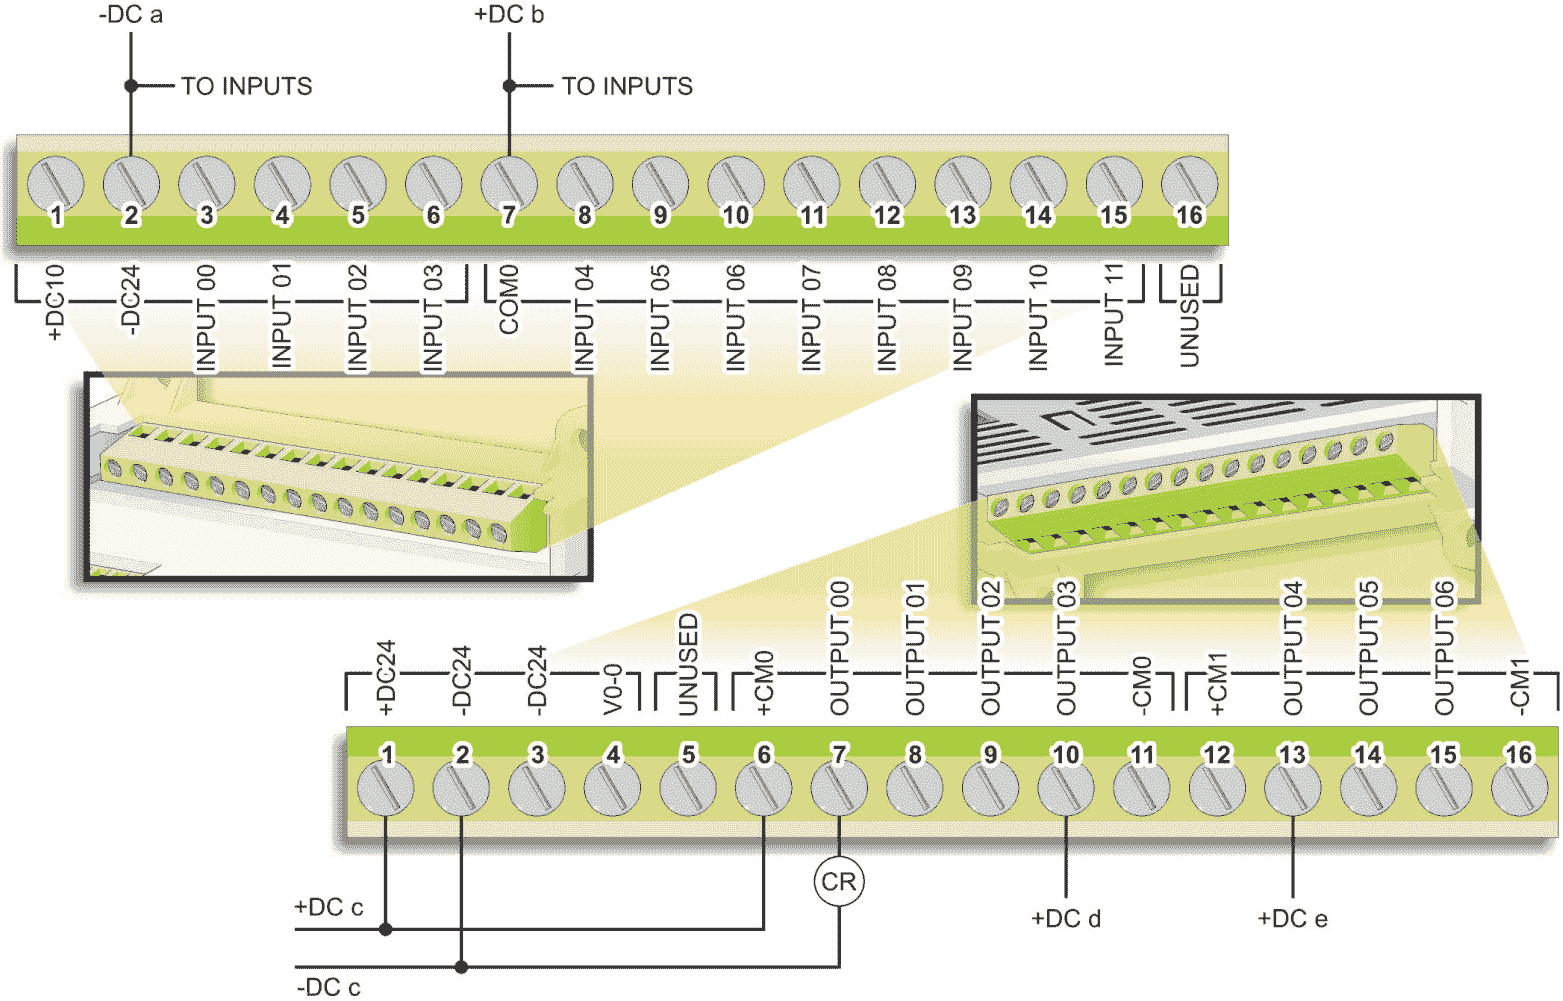 -DC a
+DC b
TO INPUTS
TO INPUTS
1 2 3 4 5 6 7 8 9 10 11 12 13 14 15 16
+DC10
-DC24
INPUT 00
INPUT 01
INPUT 02
INPUT 03
COM0
INPUT 04
INPUT 05
INPUT 06
INPUT 07
INPUT 08
INPUT 09
INPUT 10
INPUT 11
UNUSED
+DC24
-DC24
-DC24
V0-0
UNUSED
+CM0
OUTPUT 00
OUTPUT 01
OUTPUT 02
OUTPUT 03
-CM0
+CM1
OUTPUT 04
OUTPUT 05
OUTPUT 06
-CM1
1 2 3 4 5 6 7 8 9 10 11 12 13 14 15 16
CR
+DC c
+DC d
+DC e
-DC c